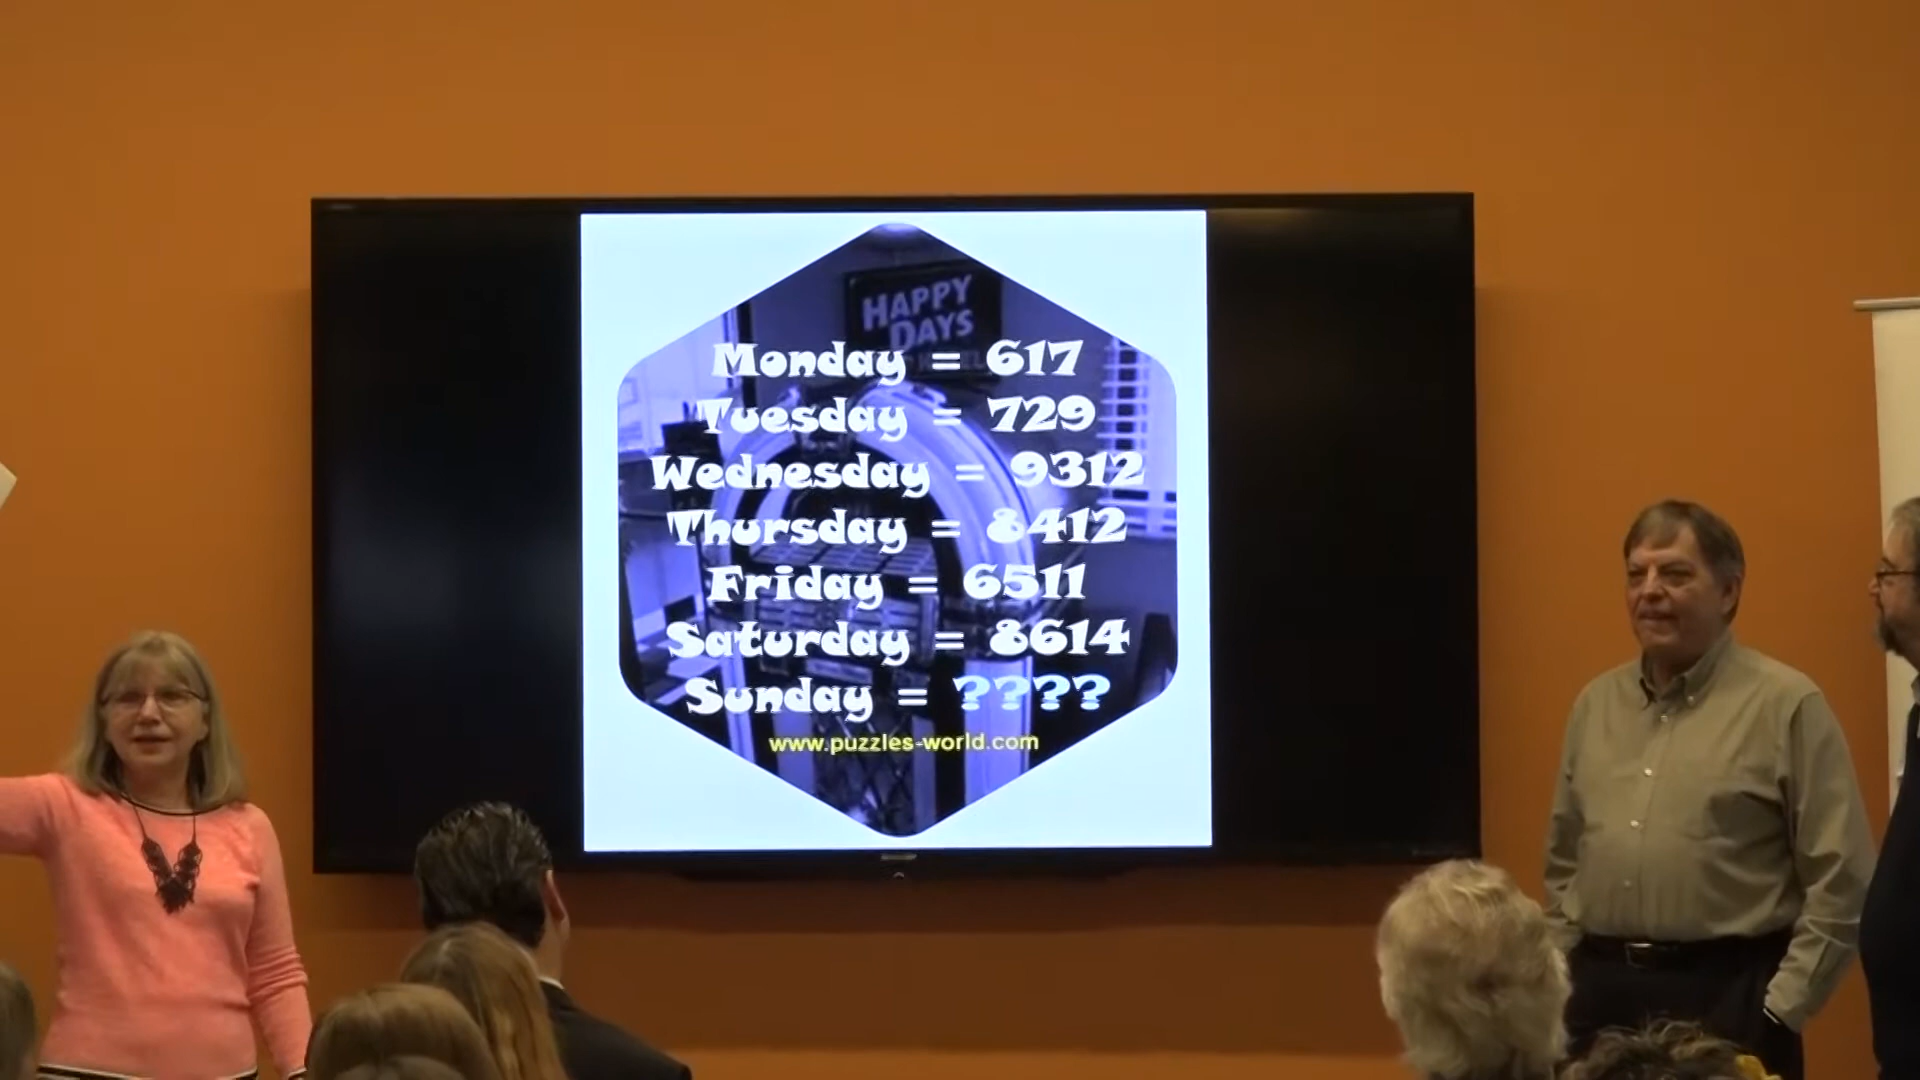 HAPPY
DAYS
Monday = 617
Tuesday = 729
Wednesday = 9312
Thursday = 8412
Friday = 6511
Saturday = 8614
Sunday = ????
www.puzzles-world.com